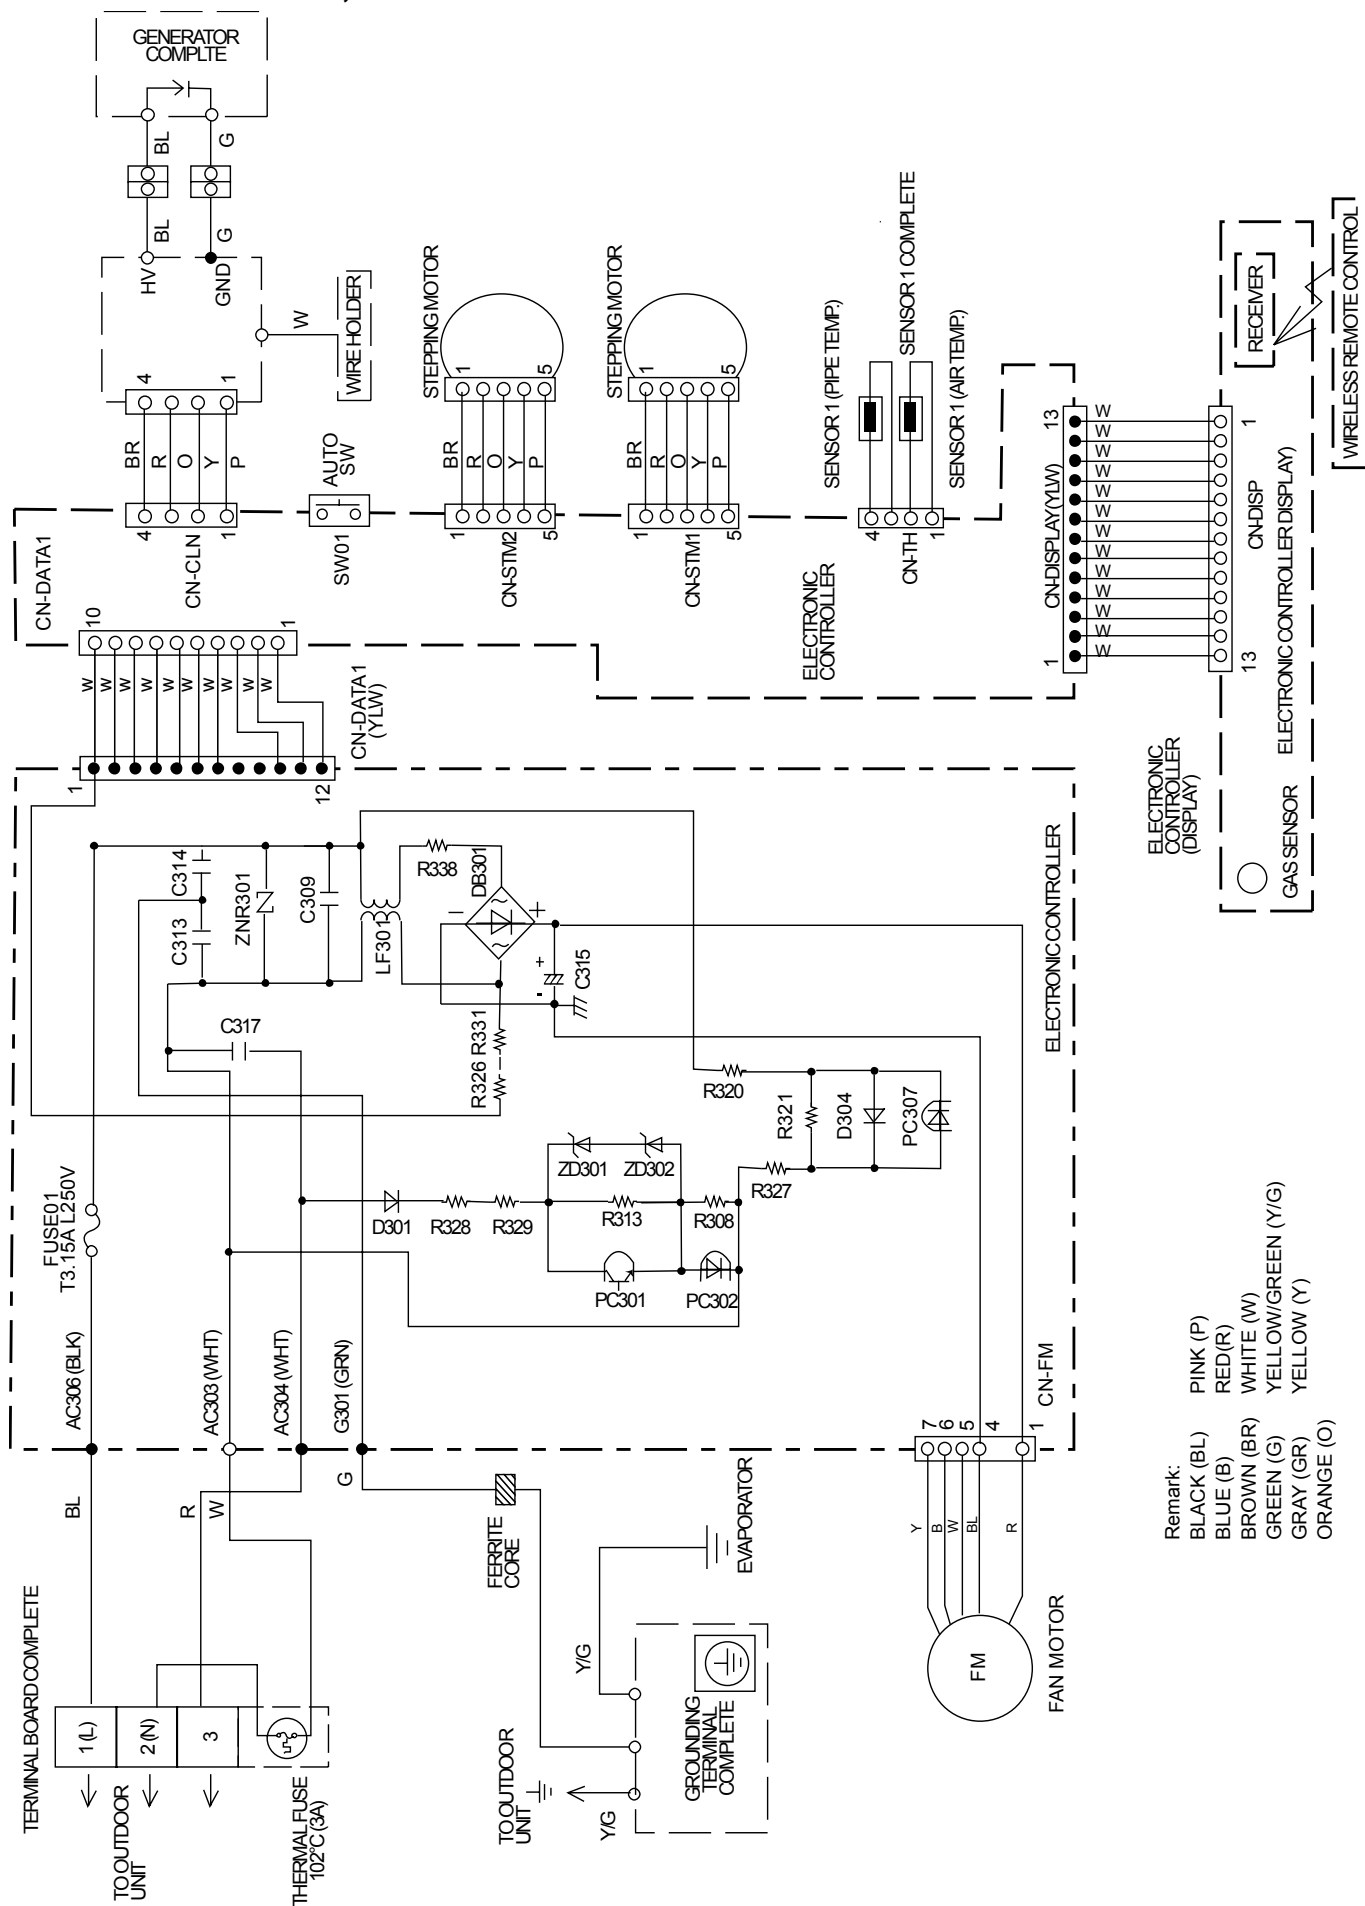 GENERATOR
COMPLTE
BL
G
BL
G
HV
GND
W
WIRE HOLDER
4
1
BR
R
O
Y
P
4
1
CN-CLN
CN-DATA1
AUTO
SW
SW01
STEPPING MOTOR
1
5
BR
R
O
Y
P
1
5
CN-STM2
STEPPING MOTOR
1
5
BR
R
O
Y
P
1
5
CN-STM1
SENSOR 1 (PIPE TEMP.)
SENSOR 1 COMPLETE
SENSOR 1 (AIR TEMP.)
4
1
CN-TH
ELECTRONIC
CONTROLLER
10
1
W
W
W
W
W
W
W
W
W
CN-DATA1
(YLW)
1
12
CN-DISPLAY (YLW)
13
1
W
W
W
W
W
W
W
W
W
W
W
W
W
1
13
CN-DISP
ELECTRONIC CONTROLLER DISPLAY)
RECEIVER
WIRELESS REMOTE CONTROL
ELECTRONIC
CONTROLLER
(DISPLAY)
GAS SENSOR
ELECTRONIC CONTROLLER
C314
C313
ZNR301
C309
LF301
R338
DB301
~
~
−
+
+
-
C315
C317
R326 R331
R320
R321
D304
PC307
R327
ZD301
ZD302
D301
R328
R329
R313
R308
PC301
PC302
FUSE01
T3.15A L250V
AC306 (BLK)
AC303 (WHT)
AC304 (WHT)
G301 (GRN)
CN-FM
7
6
5
4
1
Y
B
W
BL
R
FM
FAN MOTOR
BL
R
W
G
FERRITE
CORE
EVAPORATOR
Y/G
GROUNDING
TERMINAL
COMPLETE
TO OUTDOOR
UNIT
Y/G
TERMINAL BOARD COMPLETE
1 (L)
2 (N)
3
TO OUTDOOR
UNIT
THERMAL FUSE
102°C (3A)
Remark:
BLACK (BL) PINK (P)
BLUE (B) RED(R)
BROWN (BR) WHITE (W)
GREEN (G) YELLOW/GREEN (Y/G)
GRAY (GR) YELLOW (Y)
ORANGE (O)